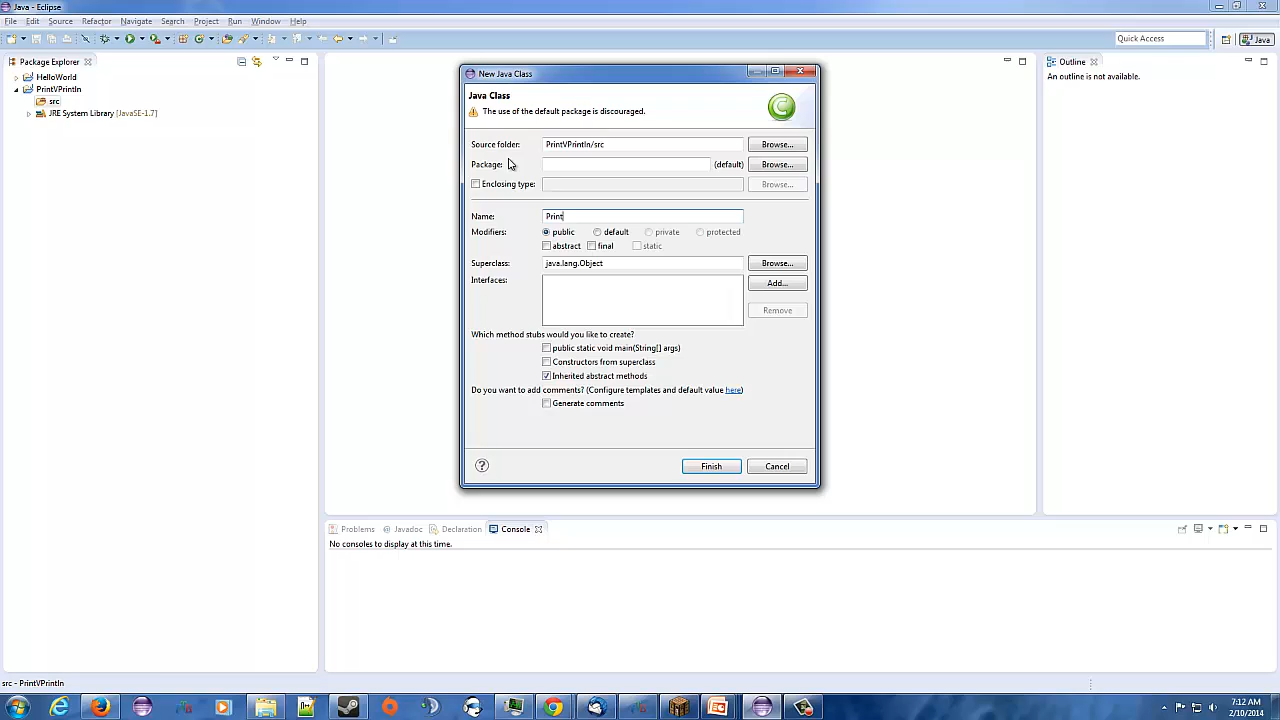 Java - Eclipse
File Edit Source Refactor Navigate Search Project Run Window Help
Quick Access
Java
Package Explorer
HelloWorld
PrintVPrintln
src
JRE System Library [JavaSE-1.7]
New Java Class
Java Class
The use of the default package is discouraged.
Source folder: PrintVPrintln/src Browse...
Package: (default) Browse...
Enclosing type: Browse...
Name: Print
Modifiers: public default private protected
abstract final static
Superclass: java.lang.Object Browse...
Interfaces: Add...
Remove
Which method stubs would you like to create?
public static void main(String[] args)
Constructors from superclass
Inherited abstract methods
Do you want to add comments? (Configure templates and default value here)
Generate comments
Finish Cancel
Outline
An outline is not available.
Problems Javadoc Declaration Console
No consoles to display at this time.
src - PrintVPrintln
7:12 AM
2/10/2014